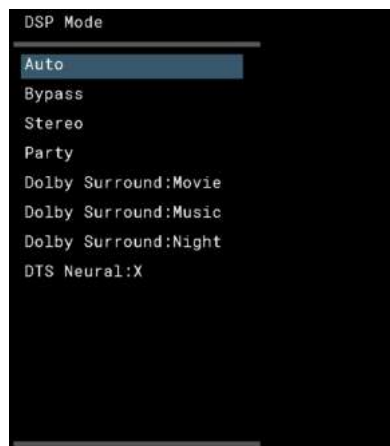 DSP Mode
Auto
Bypass
Stereo
Party
Dolby Surround:Movie
Dolby Surround:Music
Dolby Surround:Night
DTS Neural:X